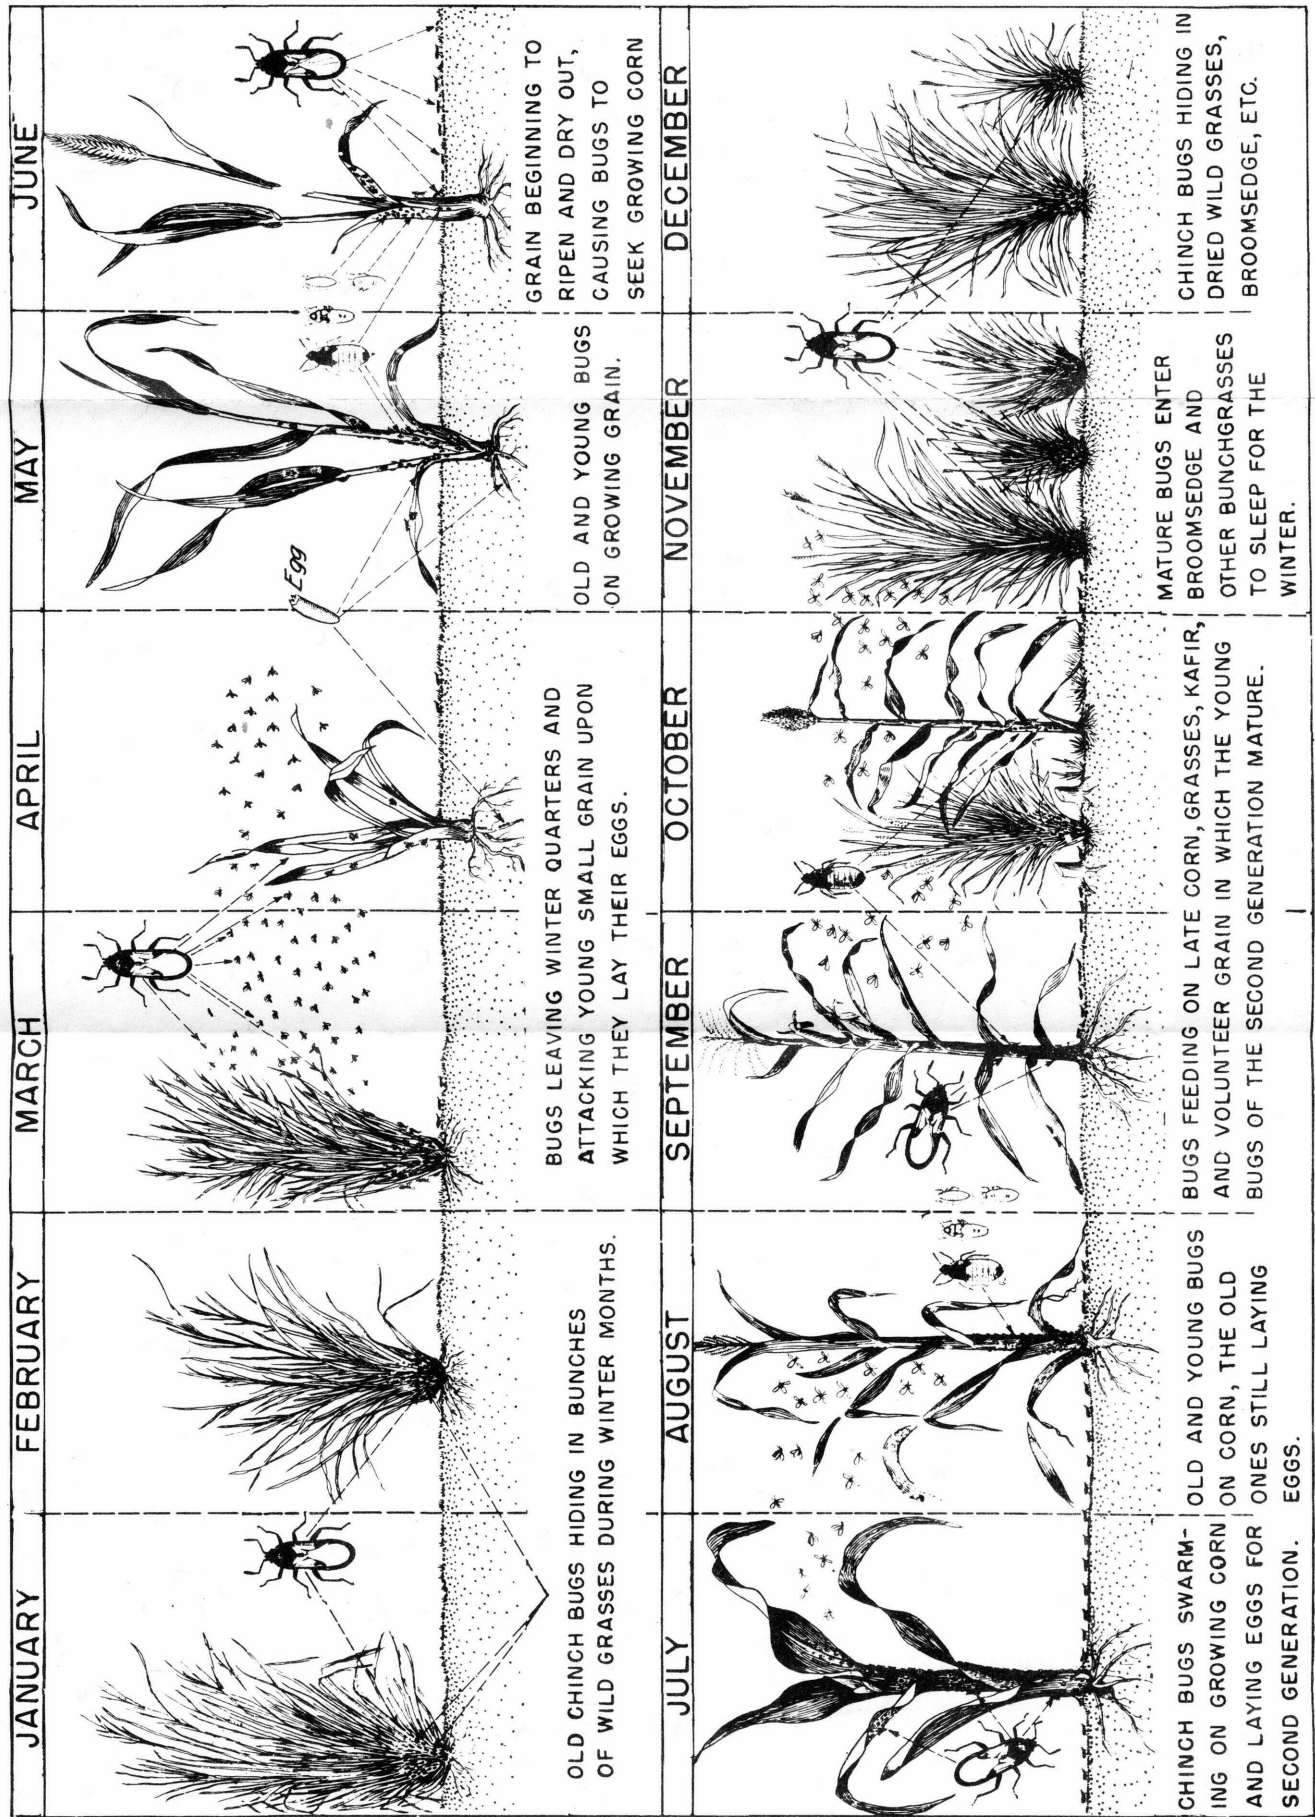 JANUARY
FEBRUARY
MARCH
APRIL
MAY
JUNE
Egg
OLD CHINCH BUGS HIDING IN BUNCHES
OF WILD GRASSES DURING WINTER MONTHS.
BUGS LEAVING WINTER QUARTERS AND
ATTACKING YOUNG SMALL GRAIN UPON
WHICH THEY LAY THEIR EGGS.
OLD AND YOUNG BUGS
ON GROWING GRAIN.
GRAIN BEGINNING TO
RIPEN AND DRY OUT,
CAUSING BUGS TO
SEEK GROWING CORN
JULY
AUGUST
SEPTEMBER
OCTOBER
NOVEMBER
DECEMBER
CHINCH BUGS SWARM-
ING ON GROWING CORN
AND LAYING EGGS FOR
SECOND GENERATION.
OLD AND YOUNG BUGS
ON CORN, THE OLD
ONES STILL LAYING
EGGS.
BUGS FEEDING ON LATE CORN, GRASSES, KAFIR,
AND VOLUNTEER GRAIN IN WHICH THE YOUNG
BUGS OF THE SECOND GENERATION MATURE.
MATURE BUGS ENTER
BROOMSEDGE AND
OTHER BUNCHGRASSES
TO SLEEP FOR THE
WINTER.
CHINCH BUGS HIDING IN
DRIED WILD GRASSES,
BROOMSEDGE, ETC.